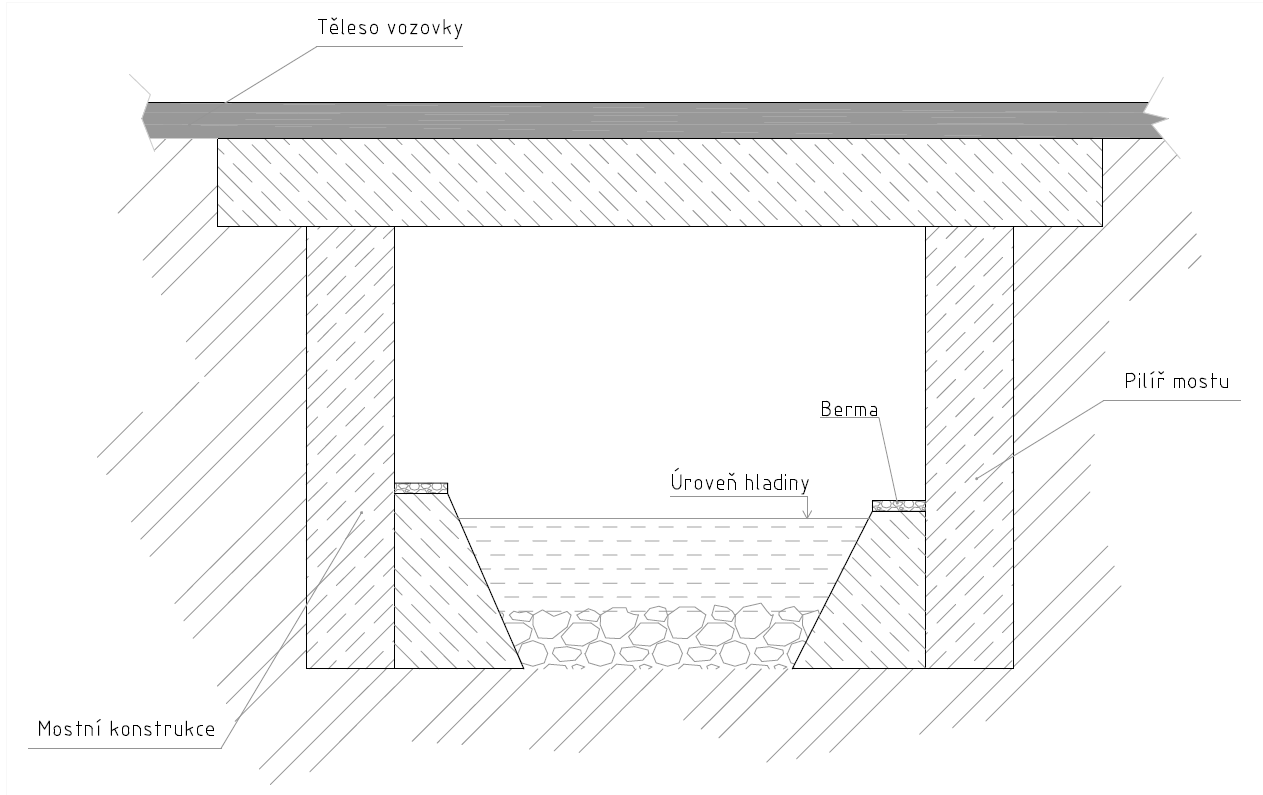 Těleso vozovky
Pilíř mostu
Berma
Úroveň hladiny
Mostní konstrukce